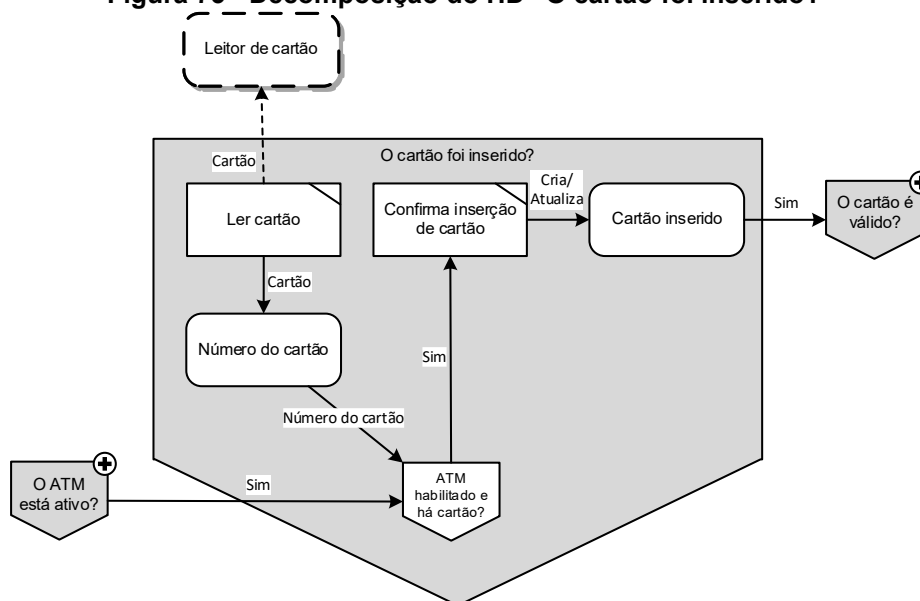 Leitor de cartão
Cartão
O cartão foi inserido?
Ler cartão
Confirma inserção
de cartão
Cria/
Atualiza
Cartão inserido
Sim
O cartão é
válido?
Cartão
Número do cartão
Sim
Número do cartão
O ATM
está ativo?
Sim
ATM
habilitado e
há cartão?